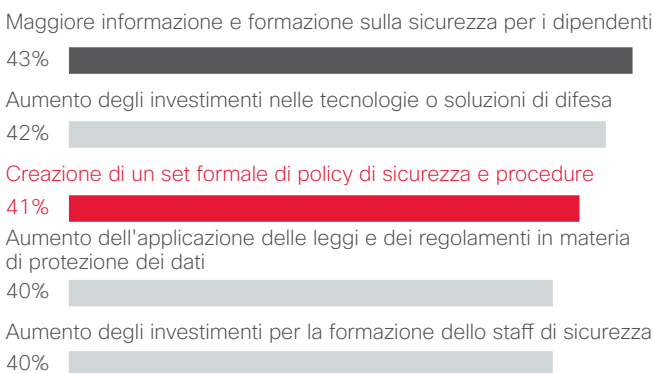 Maggiore informazione e formazione sulla sicurezza per i dipendenti
43%
Aumento degli investimenti nelle tecnologie o soluzioni di difesa
42%
Creazione di un set formale di policy di sicurezza e procedure
41%
Aumento dell'applicazione delle leggi e dei regolamenti in materia
di protezione dei dati
40%
Aumento degli investimenti per la formazione dello staff di sicurezza
40%